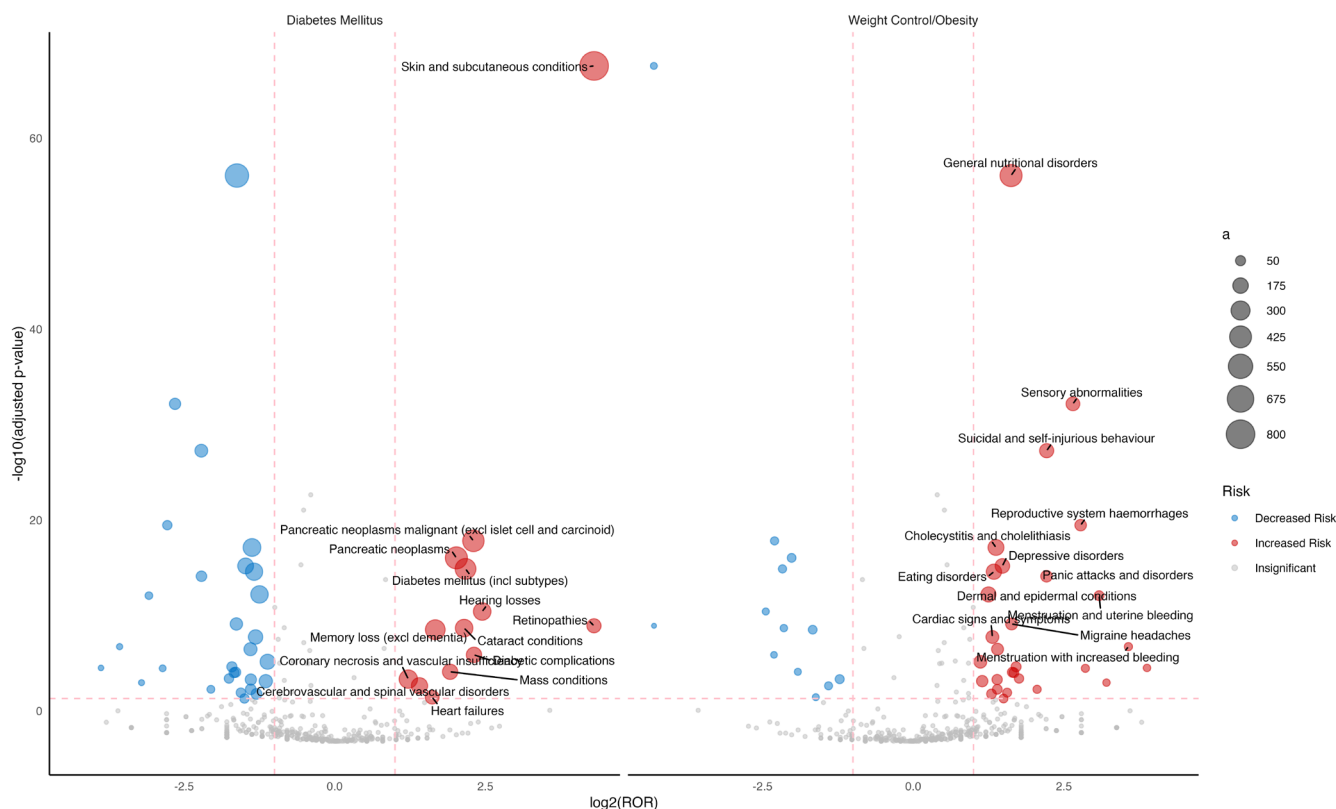 Diabetes Mellitus
Weight Control/Obesity
Skin and subcutaneous conditions
60
General nutritional disorders
a
50
175
300
425
550
675
800
40
-log10(adjusted p-value)
Sensory abnormalities
Suicidal and self-injurious behaviour
Risk
Decreased Risk
Increased Risk
Insignificant
20
Pancreatic neoplasms malignant (excl islet cell and carcinoid)
Pancreatic neoplasms
Diabetes mellitus (incl subtypes)
Hearing losses
Retinopathies
Memory loss (excl dementia)
Cataract conditions
Diabetic complications
Coronary necrosis and vascular insufficiency
Mass conditions
Cerebrovascular and spinal vascular disorders
Heart failures
Reproductive system haemorrhages
Cholecystitis and cholelithiasis
Depressive disorders
Eating disorders
Panic attacks and disorders
Dermal and epidermal conditions
Menstruation and uterine bleeding
Cardiac signs and symptoms
Migraine headaches
Menstruation with increased bleeding
0
-2.5
0.0
2.5
-2.5
0.0
2.5
log2(ROR)